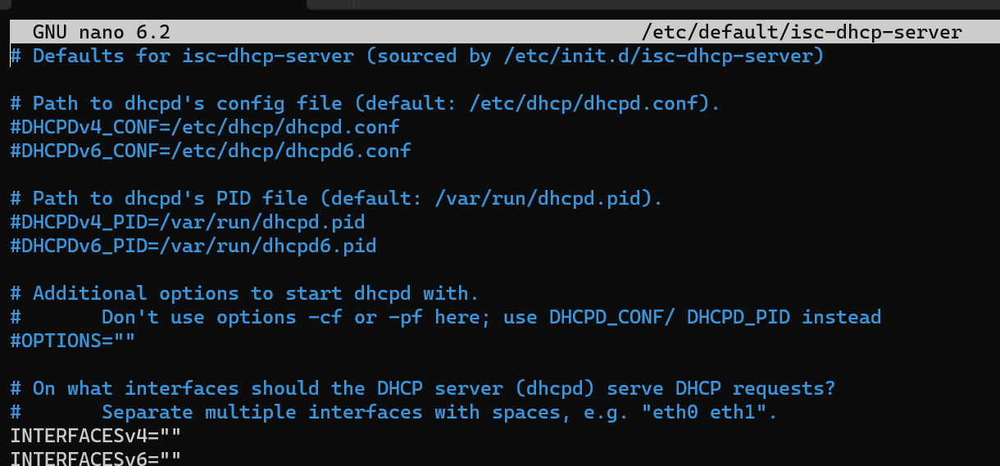 GNU nano 6.2 /etc/default/isc-dhcp-server
# Defaults for isc-dhcp-server (sourced by /etc/init.d/isc-dhcp-server)
# Path to dhcpd's config file (default: /etc/dhcp/dhcpd.conf).
#DHCPDv4_CONF=/etc/dhcp/dhcpd.conf
#DHCPDv6_CONF=/etc/dhcp/dhcpd6.conf
# Path to dhcpd's PID file (default: /var/run/dhcpd.pid).
#DHCPDv4_PID=/var/run/dhcpd.pid
#DHCPDv6_PID=/var/run/dhcpd6.pid
# Additional options to start dhcpd with.
#       Don't use options -cf or -pf here; use DHCPD_CONF/ DHCPD_PID instead
#OPTIONS=""
# On what interfaces should the DHCP server (dhcpd) serve DHCP requests?
#       Separate multiple interfaces with spaces, e.g. "eth0 eth1".
INTERFACESv4=""
INTERFACESv6=""